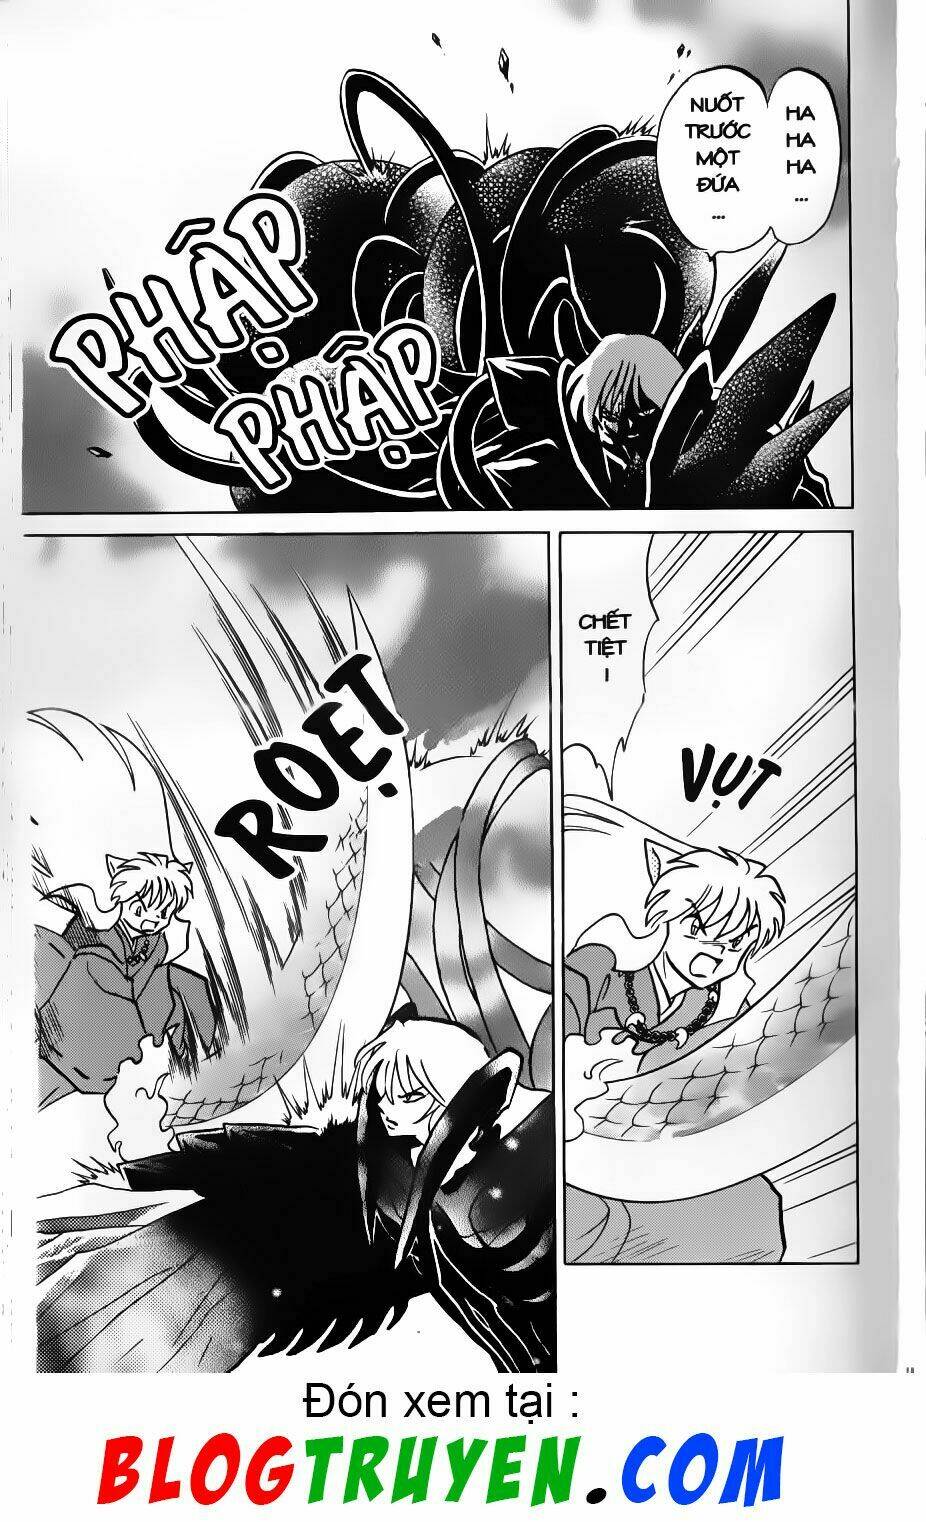 HA
HA
HA
...
NUỐT
TRƯỚC
MỘT
ĐỨA
...
PHẬP
PHẬP
CHẾT
TIỆT
!
VỤT
ROẸT
Đón xem tại :
BLOGTRUYEN.COM